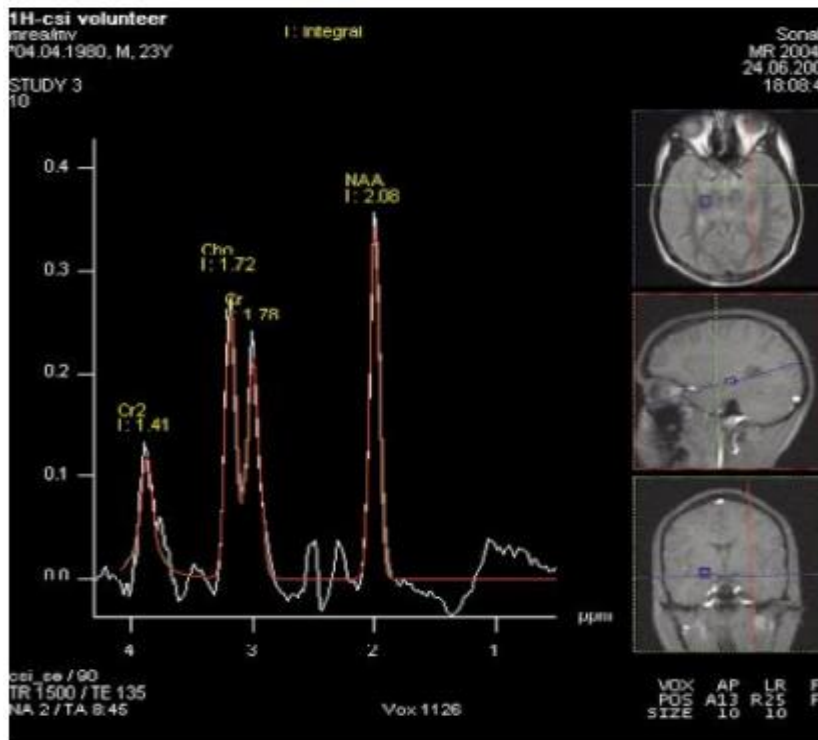 1H-csi volunteer
mrea/mv
*04.04.1980, M, 23Y
STUDY 3
10
I : Integral
Sona
MR 2004
24.06.200
18:08:4
0.4
0.3
0.2
0.1
0.0
NAA
I : 2.08
Cho
I : 1.72
Cr
1.78
Cr2
I : 1.41
4
3
2
1
ppm
csi_se / 90
TR 1500 / TE 135
NA 2 / TA 8:45
Vox 1126
VOX AP LR F
POS A13 R25 F
SIZE 10 10